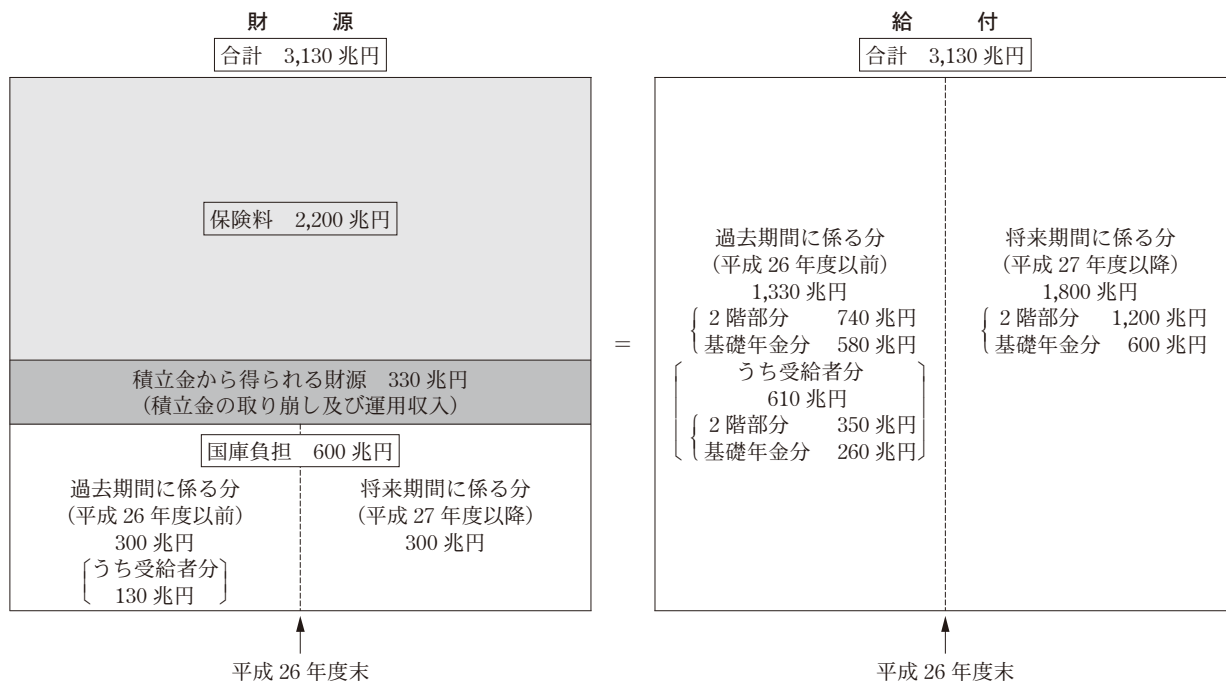 財 源
合計 3,130 兆円
保険料 2,200 兆円
積立金から得られる財源 330 兆円
(積立金の取り崩し及び運用収入)
国庫負担 600 兆円
過去期間に係る分
(平成 26 年度以前)
300 兆円
うち受給者分
130 兆円
将来期間に係る分
(平成 27 年度以降)
300 兆円
平成 26 年度末
=
給 付
合計 3,130 兆円
過去期間に係る分
(平成 26 年度以前)
1,330 兆円
2 階部分 740 兆円
基礎年金分 580 兆円
うち受給者分
610 兆円
2 階部分 350 兆円
基礎年金分 260 兆円
将来期間に係る分
(平成 27 年度以降)
1,800 兆円
2 階部分 1,200 兆円
基礎年金分 600 兆円
平成 26 年度末